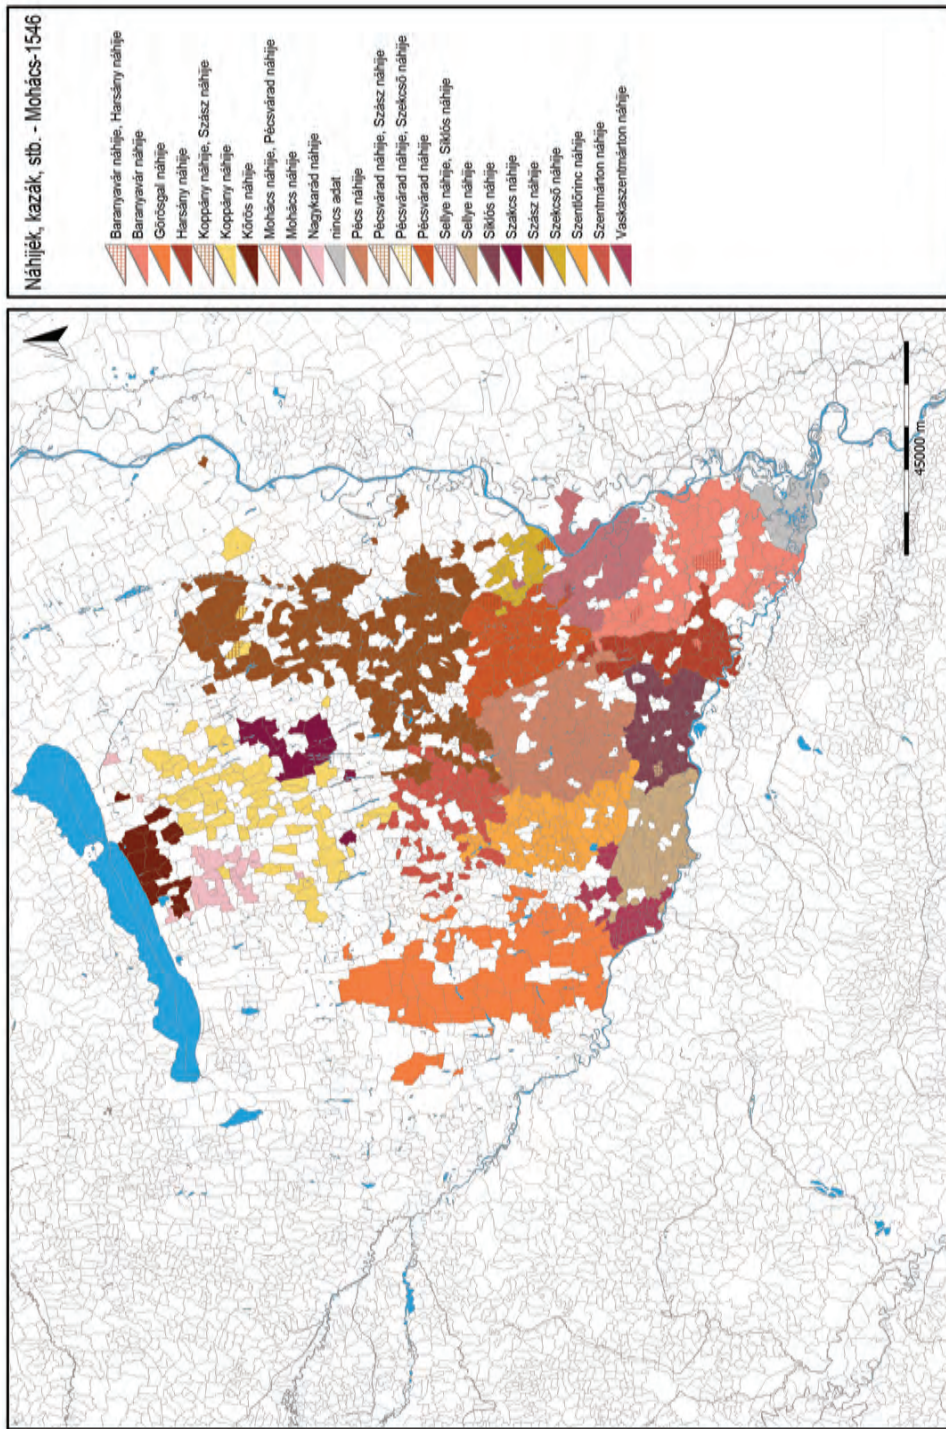 Náhijék, kazák, stb. - Mohács-1546
Baranyavár náhije, Harsány náhije
Baranyavár náhije
Görösgal náhije
Harsány náhije
Koppány náhije, Szász náhije
Koppány náhije
Kőrös náhije
Mohács náhije, Pécsvárad náhije
Mohács náhije
Nagykarád náhije
nincs adat
Pécs náhije
Pécsvárad náhije, Szász náhije
Pécsvárad náhije, Szekcső náhije
Pécsvárad náhije
Sellye náhije, Siklós náhije
Sellye náhije
Siklós náhije
Szakcs náhije
Szász náhije
Szekcső náhije
Szentlőrinc náhije
Szentmárton náhije
Vaskaszentmárton náhije
45000 m